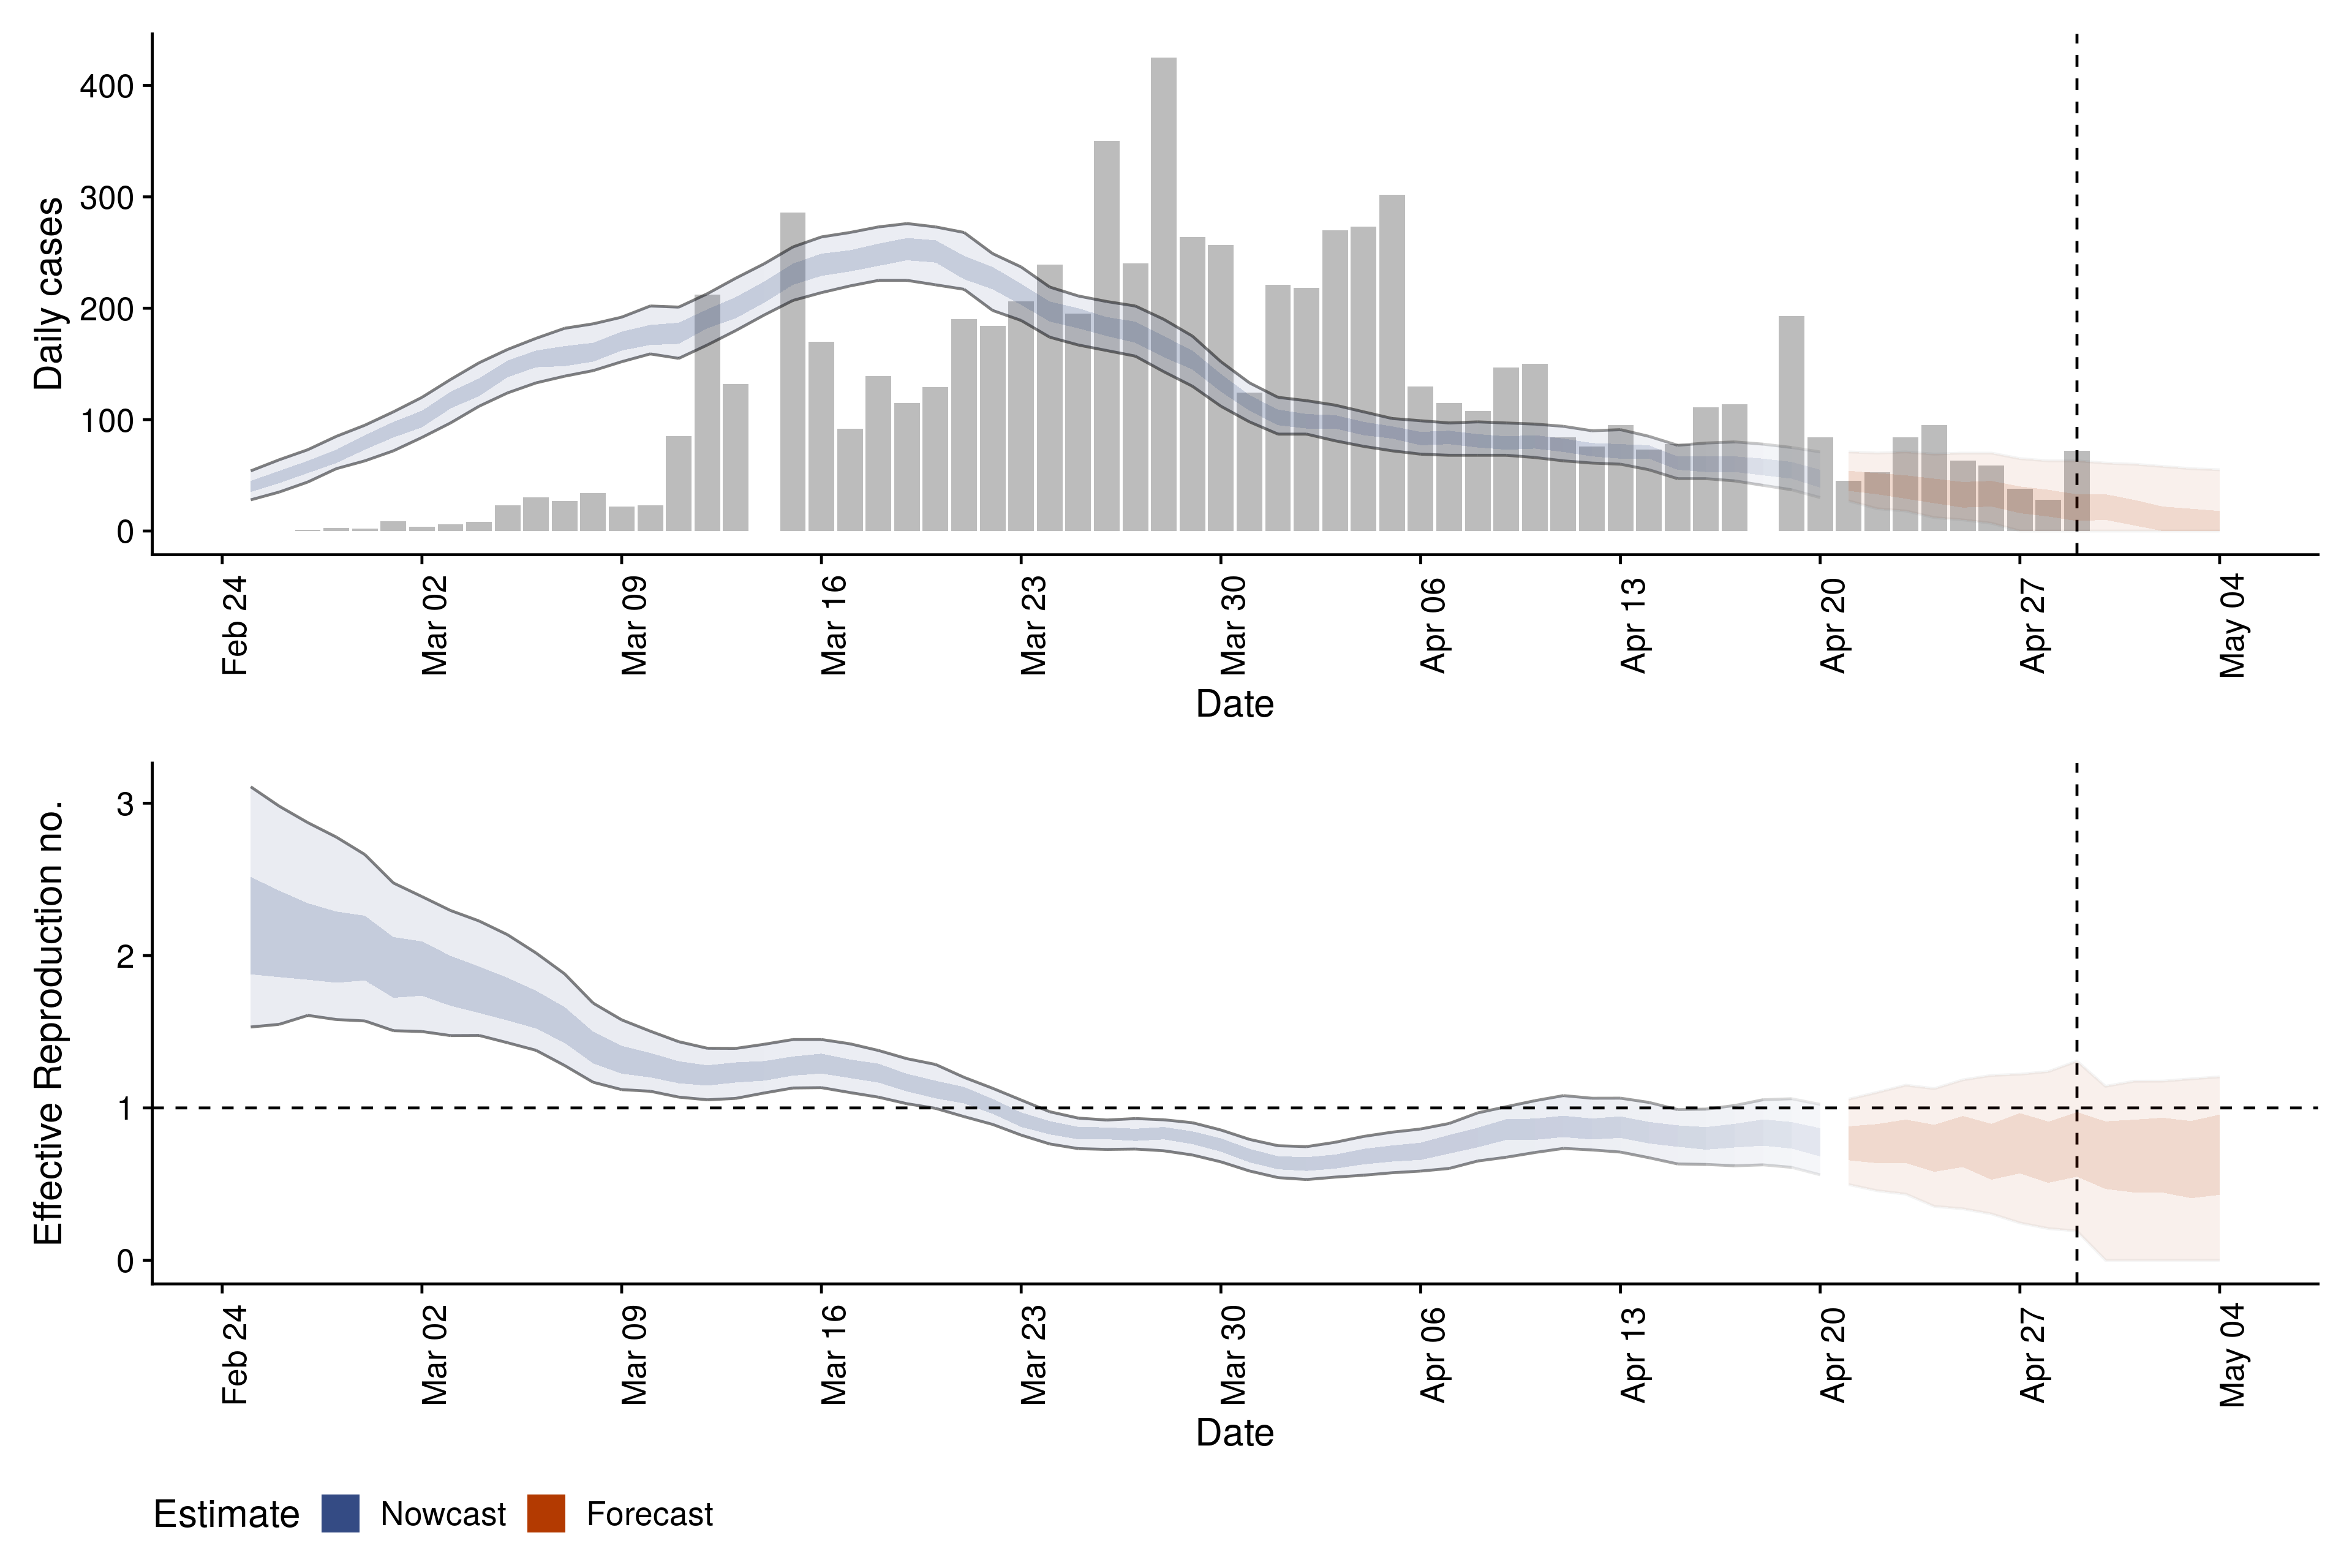 Daily cases
400
300
200
100
0
Feb 24
Mar 02
Mar 09
Mar 16
Mar 23
Mar 30
Apr 06
Apr 13
Apr 20
Apr 27
May 04
Date
Effective Reproduction no.
3
2
1
0
Feb 24
Mar 02
Mar 09
Mar 16
Mar 23
Mar 30
Apr 06
Apr 13
Apr 20
Apr 27
May 04
Date
Estimate Nowcast Forecast